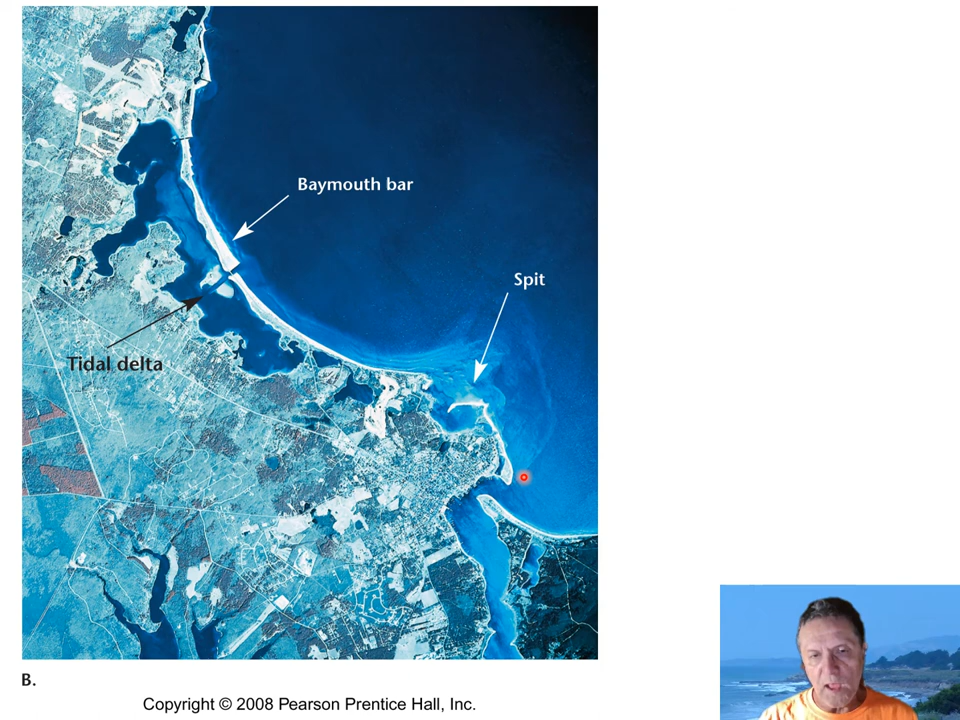 Baymouth bar
Spit
Tidal delta
B.
Copyright © 2008 Pearson Prentice Hall, Inc.